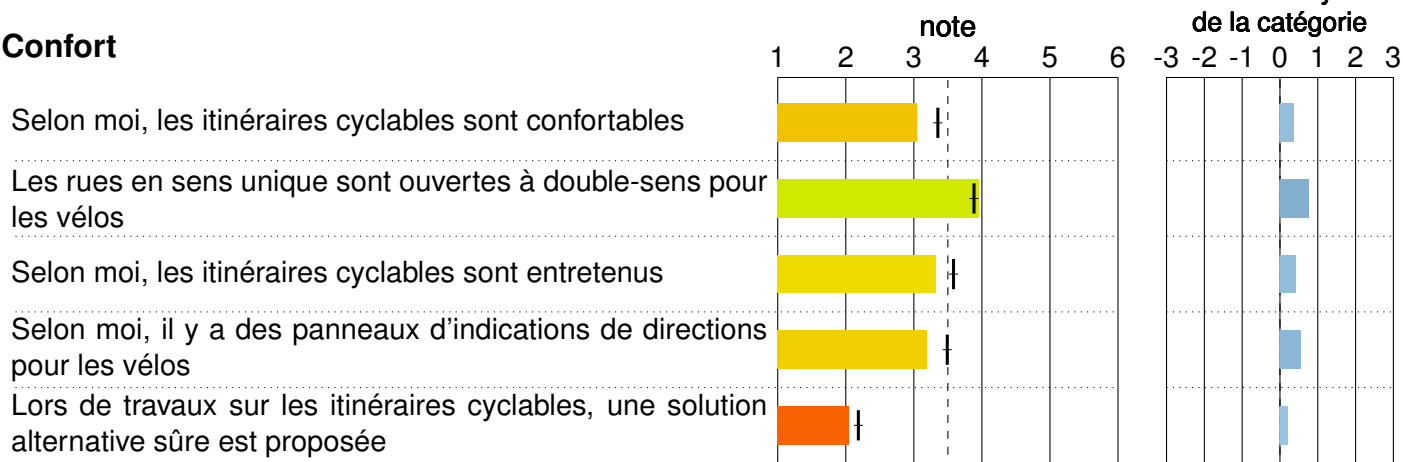 note
de la catégorie
Confort
1 2 3 4 5 6
-3 -2 -1 0 1 2 3
Selon moi, les itinéraires cyclables sont confortables
Les rues en sens unique sont ouvertes à double-sens pour
les vélos
Selon moi, les itinéraires cyclables sont entretenus
Selon moi, il y a des panneaux d'indications de directions
pour les vélos
Lors de travaux sur les itinéraires cyclables, une solution
alternative sûre est proposée